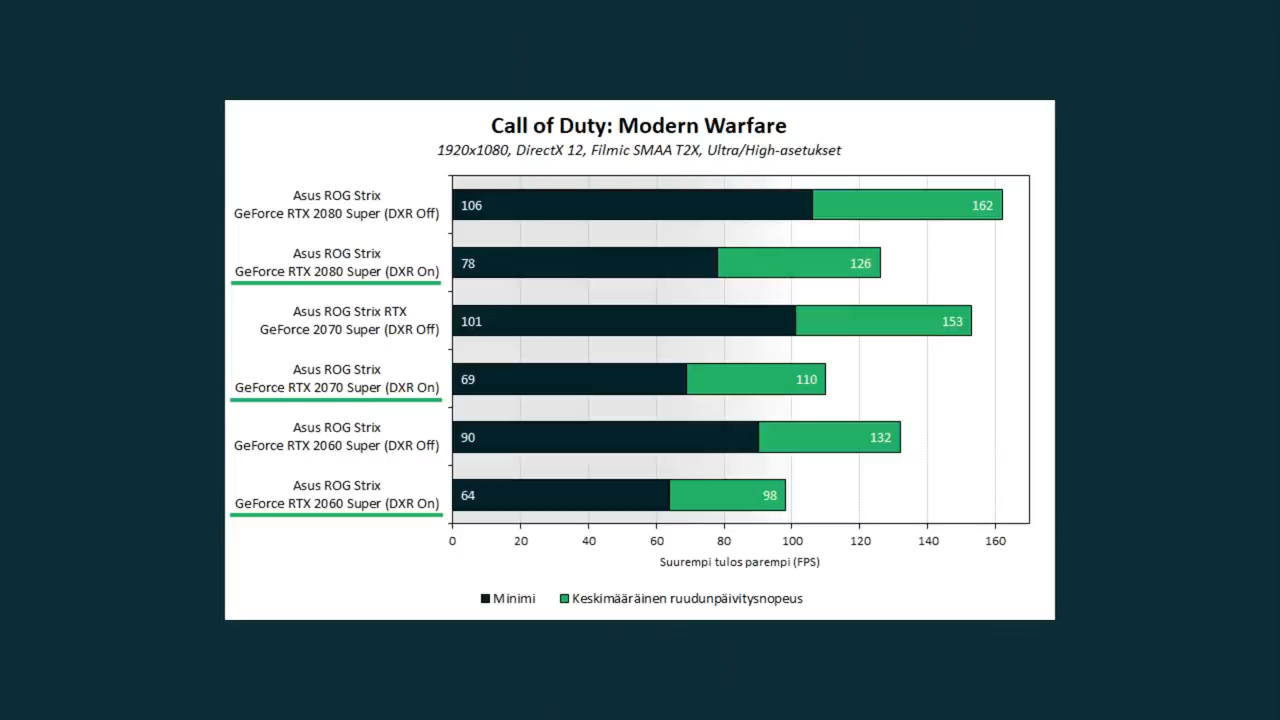 Call of Duty: Modern Warfare
1920x1080, DirectX 12, Filmic SMAA T2X, Ultra/High-asetukset
Asus ROG Strix
GeForce RTX 2080 Super (DXR Off)
106
162
Asus ROG Strix
GeForce RTX 2080 Super (DXR On)
78
126
Asus ROG Strix RTX
GeForce 2070 Super (DXR Off)
101
153
Asus ROG Strix
GeForce RTX 2070 Super (DXR On)
69
110
Asus ROG Strix
GeForce RTX 2060 Super (DXR Off)
90
132
Asus ROG Strix
GeForce RTX 2060 Super (DXR On)
64
98
0 20 40 60 80 100 120 140 160
Suurempi tulos parempi (FPS)
Minimi Keskimääräinen ruudunpäivitysnopeus